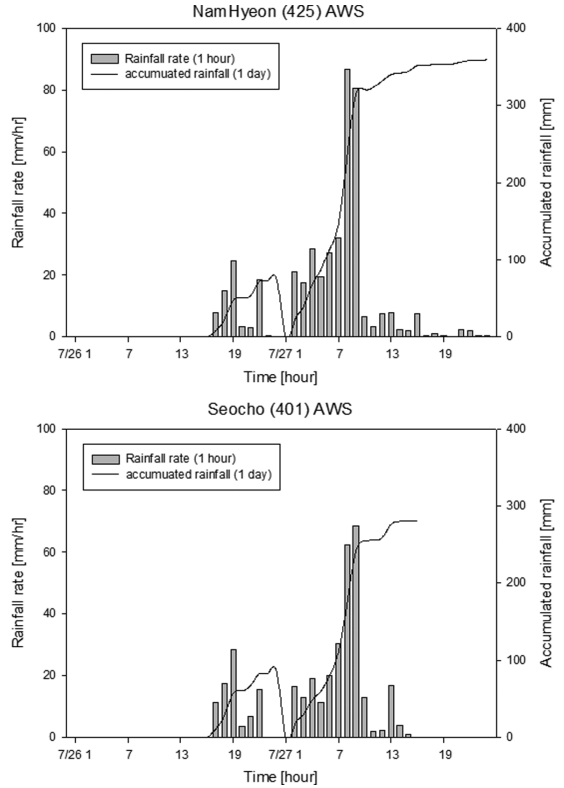 NamHyeon (425) AWS
100
80
60
40
20
0
Rainfall rate [mm/hr]
Rainfall rate (1 hour)
accumuated rainfall (1 day)
400
300
200
100
0
Accumulated rainfall [mm]
7/26 1 7 13 19 7/27 1 7 13 19
Time [hour]
Seocho (401) AWS
100
80
60
40
20
0
Rainfall rate [mm/hr]
Rainfall rate (1 hour)
accumuated rainfall (1 day)
400
300
200
100
0
Accumulated rainfall [mm]
7/26 1 7 13 19 7/27 1 7 13 19
Time [hour]